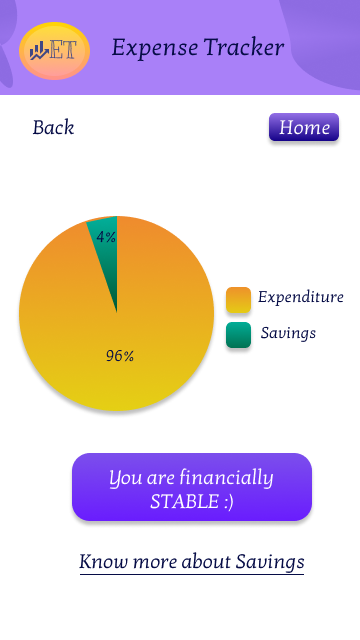 ET
Expense Tracker
Back
Home
4%
96%
Expenditure
Savings
You are financially
STABLE :)
Know more about Savings